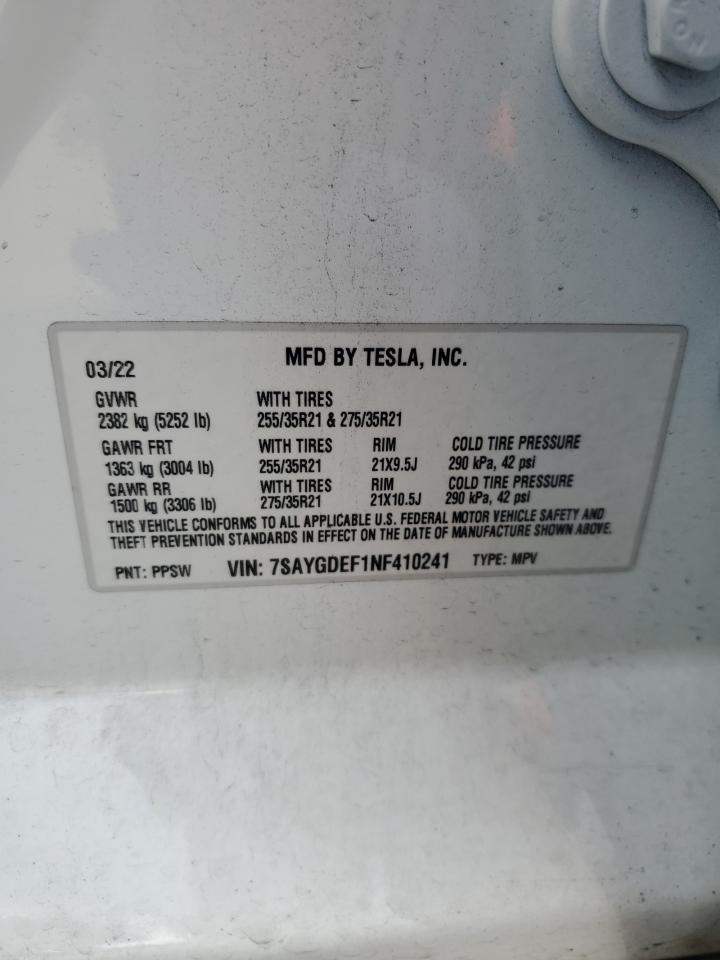 MFD BY TESLA, INC.
03/22
GVWR WITH TIRES
2382 kg (5252 lb) 255/35R21 & 275/35R21
GAWR FRT WITH TIRES RIM COLD TIRE PRESSURE
1363 kg (3004 lb) 255/35R21 21X9.5J 290 kPa, 42 psi
GAWR RR WITH TIRES RIM COLD TIRE PRESSURE
1500 kg (3306 lb) 275/35R21 21X10.5J 290 kPa, 42 psi
THIS VEHICLE CONFORMS TO ALL APPLICABLE U.S. FEDERAL MOTOR VEHICLE SAFETY AND
THEFT PREVENTION STANDARDS IN EFFECT ON THE DATE OF MANUFACTURE SHOWN ABOVE.
PNT: PPSW VIN: 7SAYGDEF1NF410241 TYPE: MPV